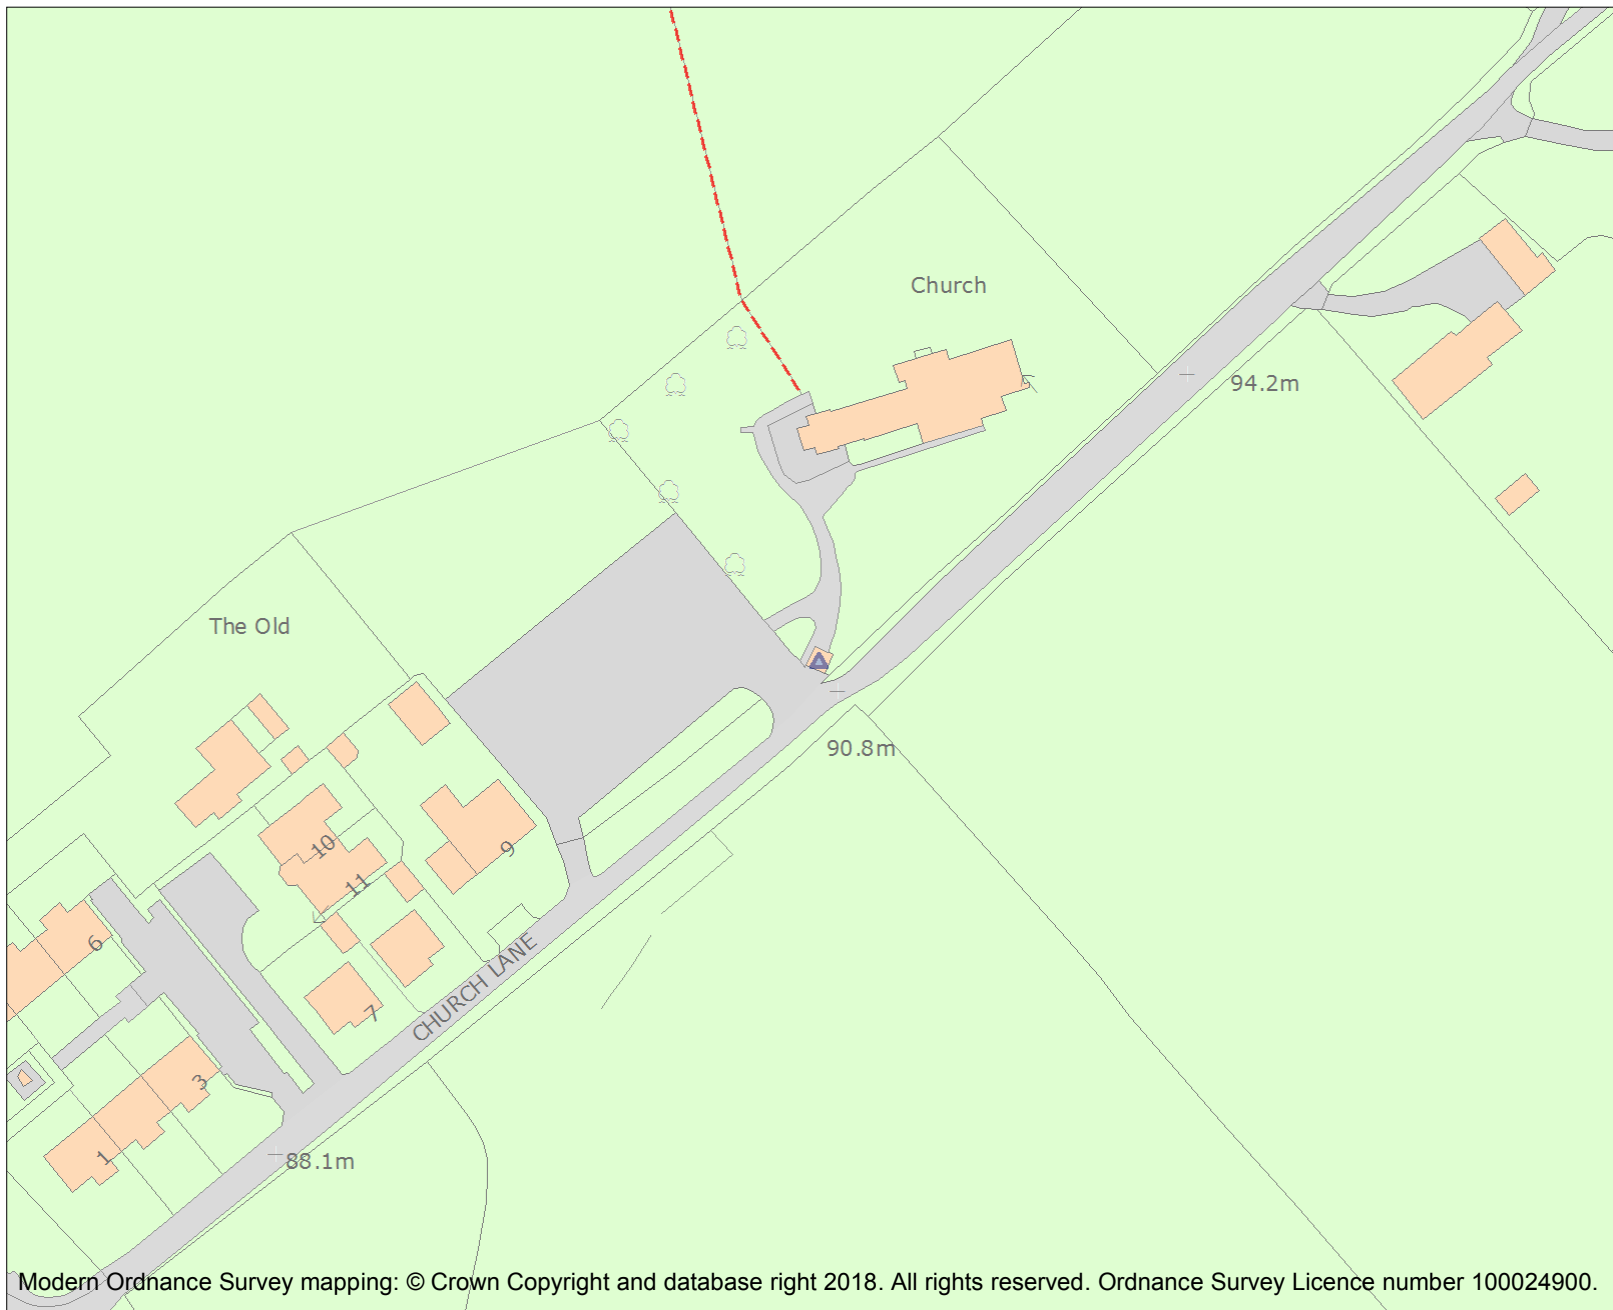 Church
94.2m
The Old
90.8m
10
9
11
6
CHURCH LANE
7
3
1
88.1m
Modern Ordnance Survey mapping: © Crown Copyright and database right 2018. All rights reserved. Ordnance Survey Licence number 100024900.